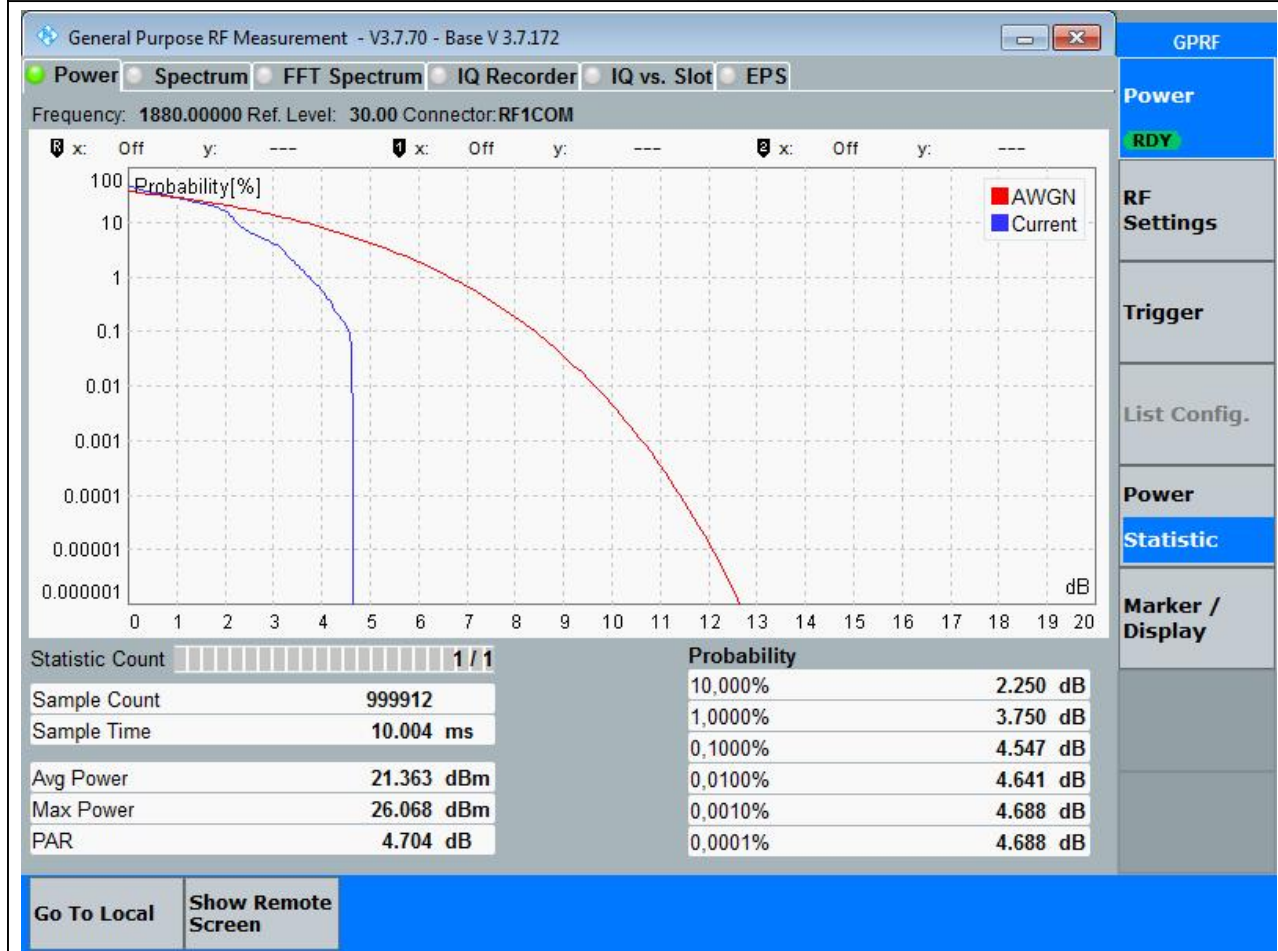 General Purpose RF Measurement - V3.7.70 - Base V 3.7.172
GPRF
Power Spectrum FFT Spectrum IQ Recorder IQ vs. Slot EPS
Frequency: 1880.00000 Ref. Level: 30.00 Connector: RF1COM
R x: Off y: --- 1 x: Off y: --- 2 x: Off y: ---
Probability[%]
AWGN
Current
100
10
1
0.1
0.01
0.001
0.0001
0.00001
0.000001
dB
0 1 2 3 4 5 6 7 8 9 10 11 12 13 14 15 16 17 18 19 20
Statistic Count 1 / 1
Sample Count 999912
Sample Time 10.004 ms
Avg Power 21.363 dBm
Max Power 26.068 dBm
PAR 4.704 dB
Probability
10,000% 2.250 dB
1,0000% 3.750 dB
0,1000% 4.547 dB
0,0100% 4.641 dB
0,0010% 4.688 dB
0,0001% 4.688 dB
Power
RDY
RF
Settings
Trigger
List Config.
Power
Statistic
Marker /
Display
Go To Local
Show Remote
Screen